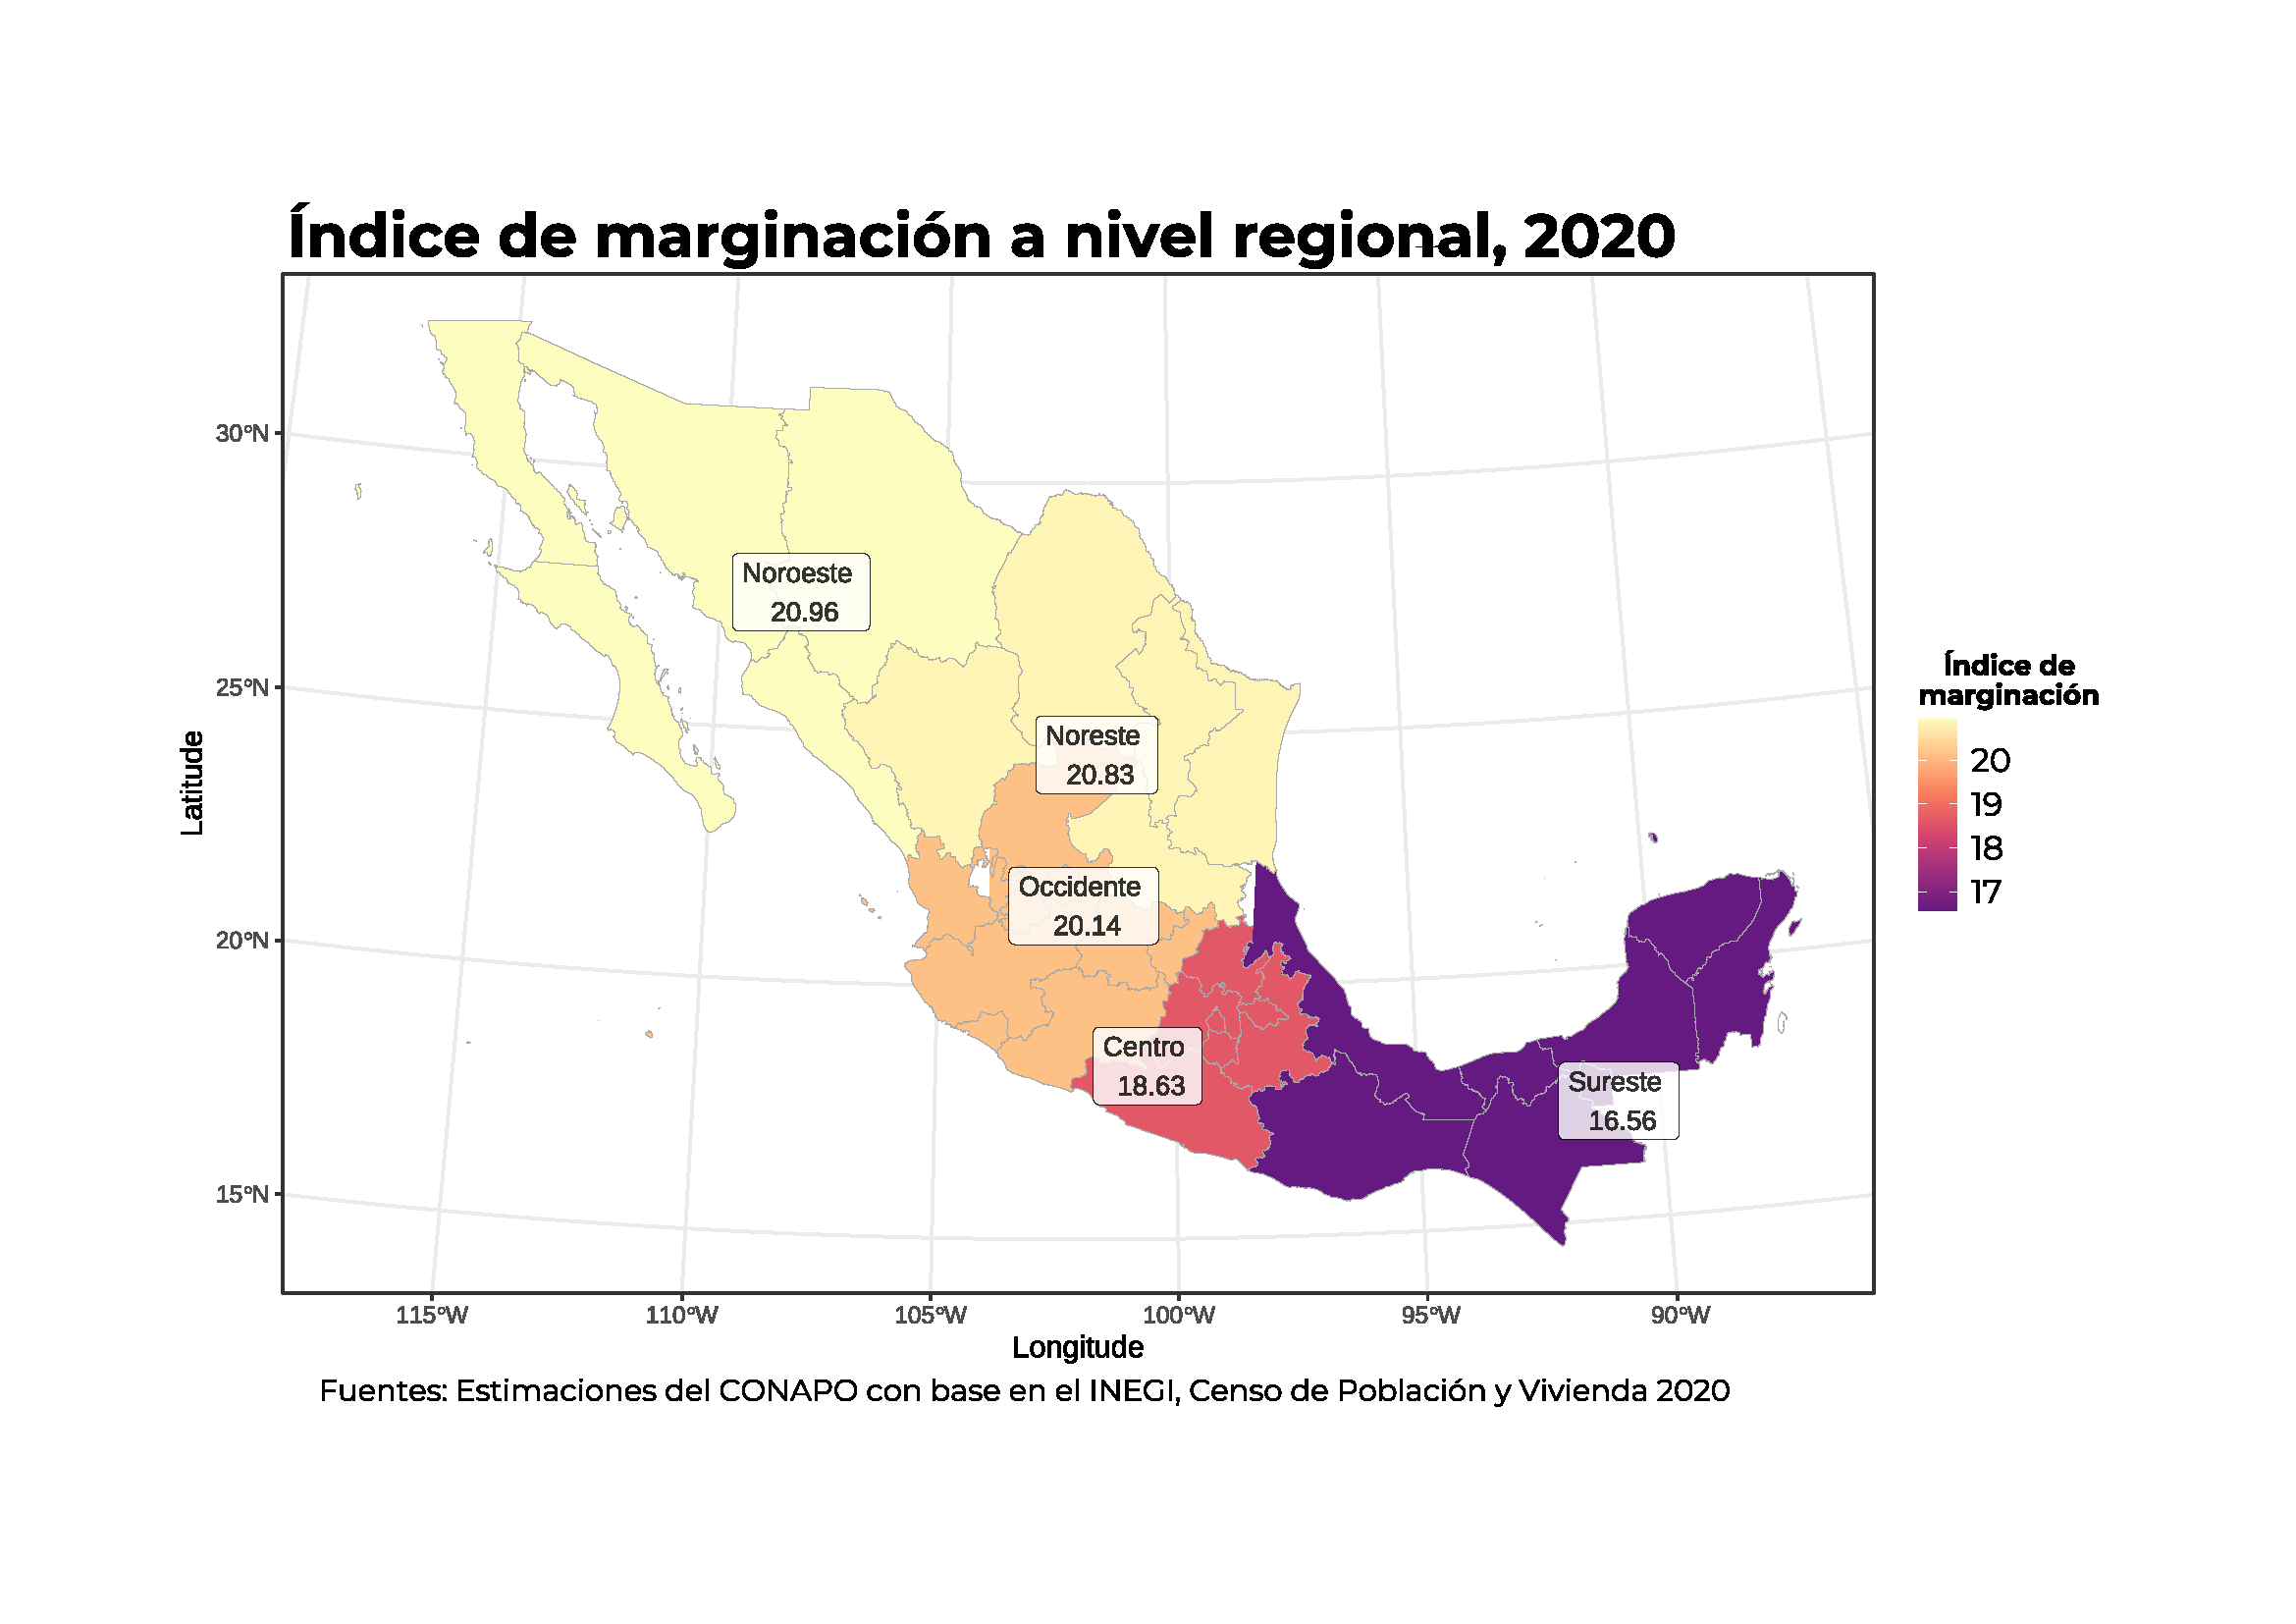 Índice de marginación a nivel regional, 2020
30°N
25°N
20°N
15°N
Latitude
Noroeste
20.96
Noreste
20.83
Occidente
20.14
Centro
18.63
Sureste
16.56
Índice de
marginación
20
19
18
17
115°W
110°W
105°W
100°W
95°W
90°W
Longitude
Fuentes: Estimaciones del CONAPO con base en el INEGI, Censo de Población y Vivienda 2020